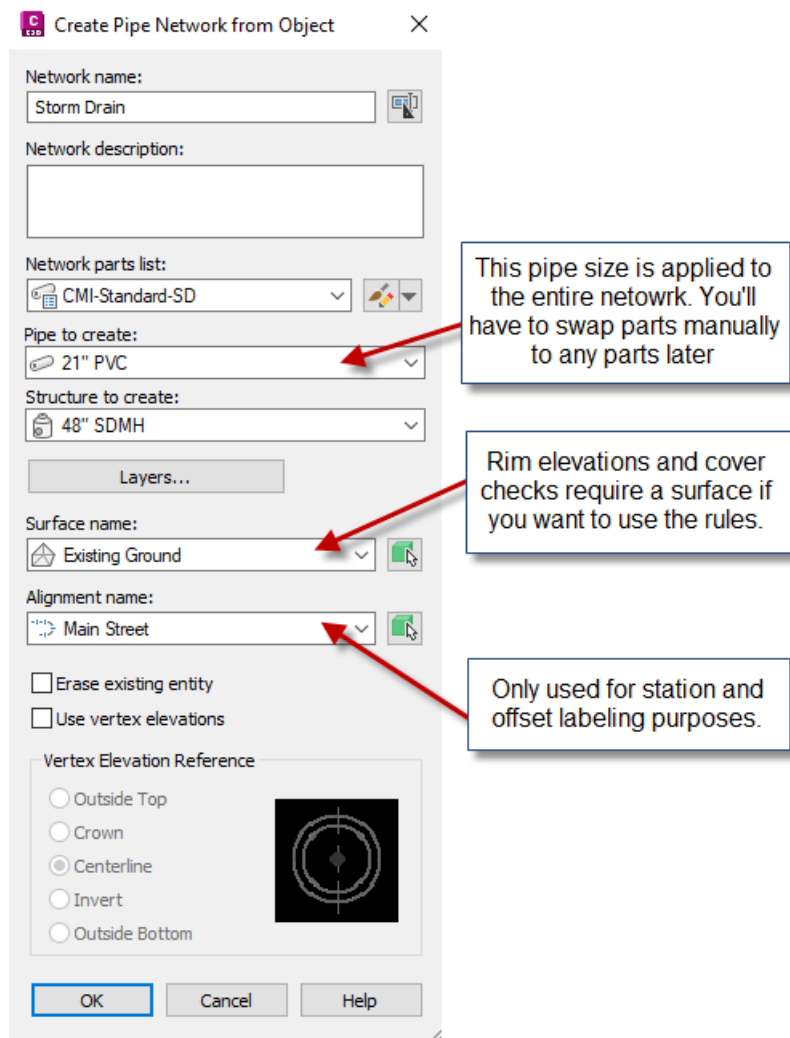 C
C3D
Create Pipe Network from Object
Network name:
Storm Drain
Network description:
Network parts list:
CMI-Standard-SD
Pipe to create:
21" PVC
Structure to create:
48" SDMH
Layers...
Surface name:
Existing Ground
Alignment name:
Main Street
Erase existing entity
Use vertex elevations
Vertex Elevation Reference
Outside Top
Crown
Centerline
Invert
Outside Bottom
OK
Cancel
Help
This pipe size is applied to
the entire netowrk. You'll
have to swap parts manually
to any parts later
Rim elevations and cover
checks require a surface if
you want to use the rules.
Only used for station and
offset labeling purposes.